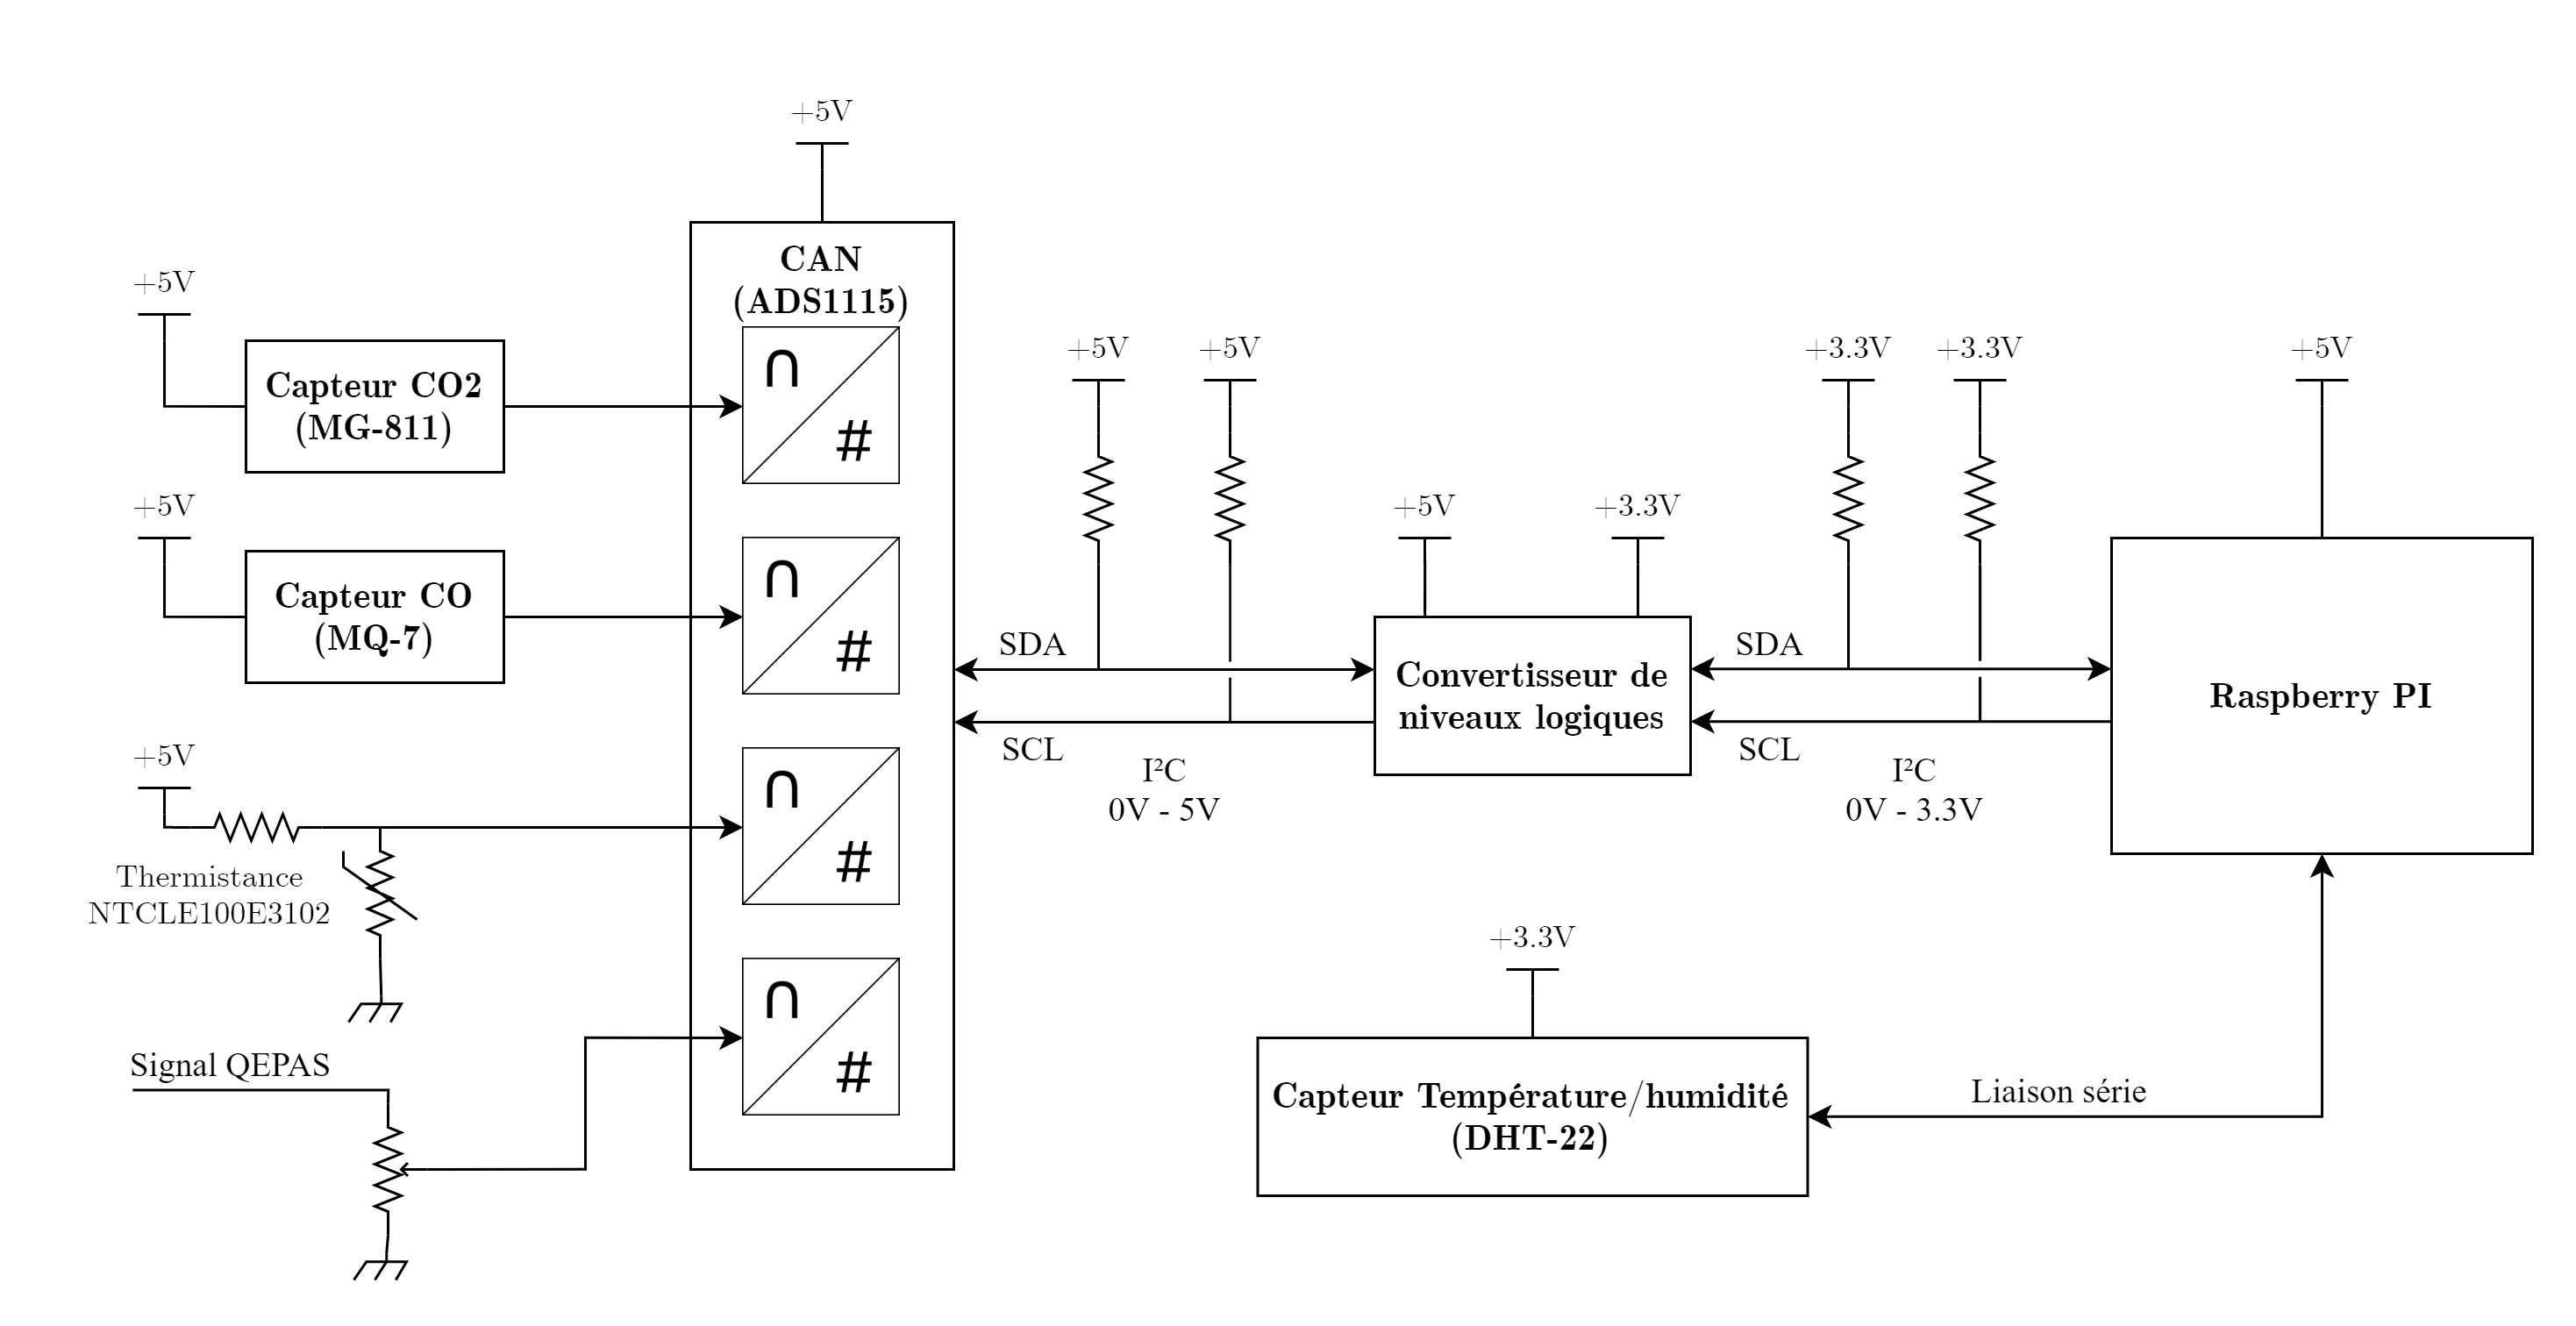 +5V
CAN
(ADS1115)
+5V
Capteur CO2
(MG-811)
∩
#
+5V
Capteur CO
(MQ-7)
∩
#
+5V
Thermistance
NTCLE100E3102
∩
#
Signal QEPAS
∩
#
+5V
+5V
SDA
SCL
I²C
0V - 5V
+5V
+3.3V
Convertisseur de
niveaux logiques
+3.3V
+3.3V
SDA
SCL
I²C
0V - 3.3V
+5V
Raspberry PI
+3.3V
Capteur Température/humidité
(DHT-22)
Liaison série